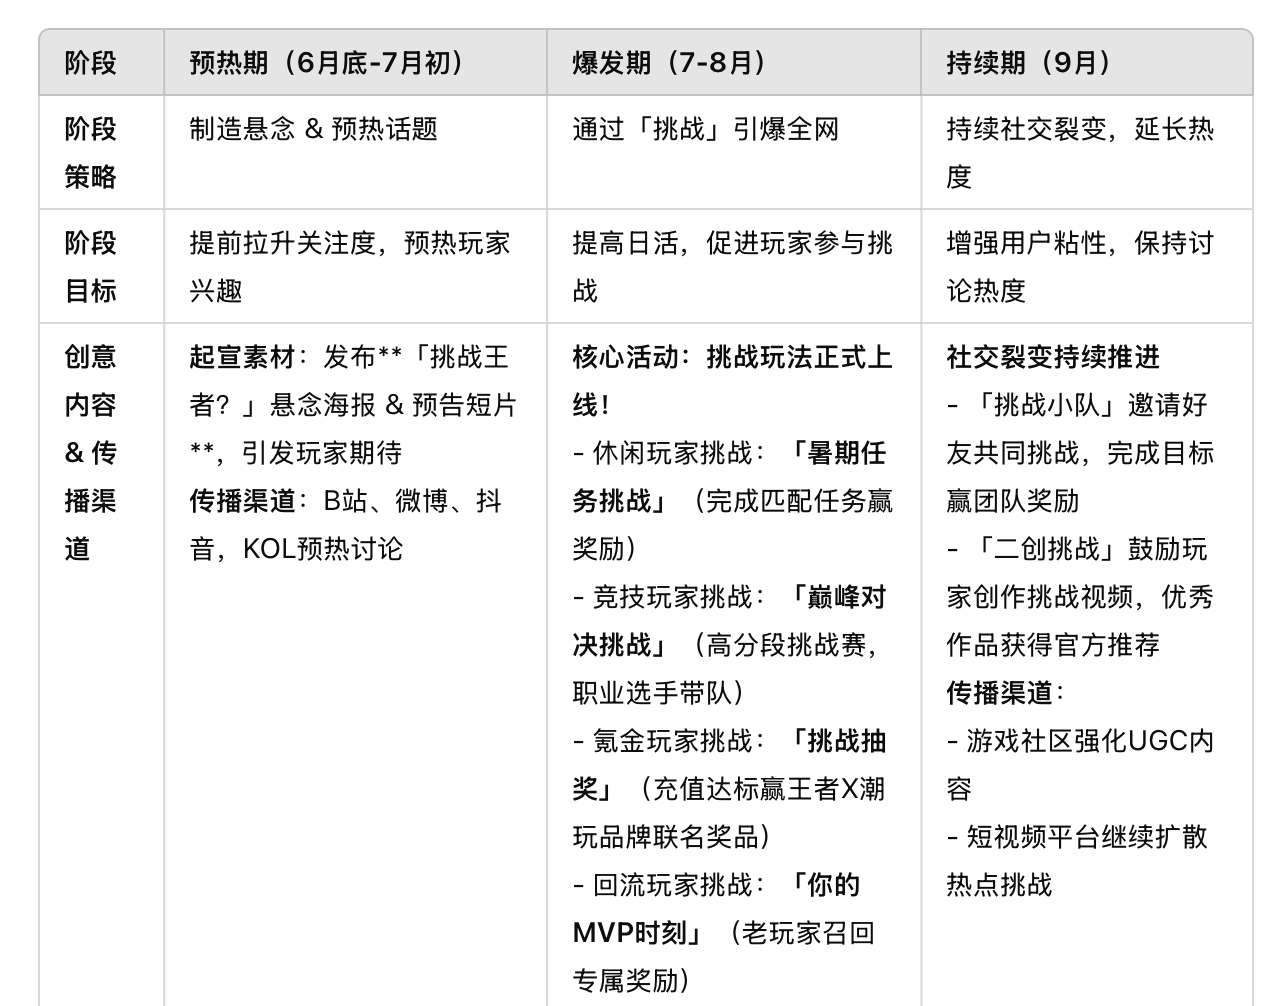 阶段
预热期（6月底-7月初）
爆发期（7-8月）
持续期（9月）
阶段
策略
制造悬念 & 预热话题
通过「挑战」引爆全网
持续社交裂变，延长热
度
阶段
目标
提前拉升关注度，预热玩家
兴趣
提高日活，促进玩家参与挑
战
增强用户粘性，保持讨
论热度
创意
内容
& 传
播渠
道
起宣素材：发布**「挑战王
者？」悬念海报 & 预告短片
**，引发玩家期待
传播渠道：B站、微博、抖
音，KOL预热讨论
核心活动：挑战玩法正式上
线！
- 休闲玩家挑战：「暑期任
务挑战」（完成匹配任务赢
奖励）
- 竞技玩家挑战：「巅峰对
决挑战」（高分段挑战赛，
职业选手带队）
- 氪金玩家挑战：「挑战抽
奖」（充值达标赢王者X潮
玩品牌联名奖品）
- 回流玩家挑战：「你的
MVP时刻」（老玩家召回
专属奖励）
社交裂变持续推进
- 「挑战小队」邀请好
友共同挑战，完成目标
赢团队奖励
- 「二创挑战」鼓励玩
家创作挑战视频，优秀
作品获得官方推荐
传播渠道：
- 游戏社区强化UGC内
容
- 短视频平台继续扩散
热点挑战